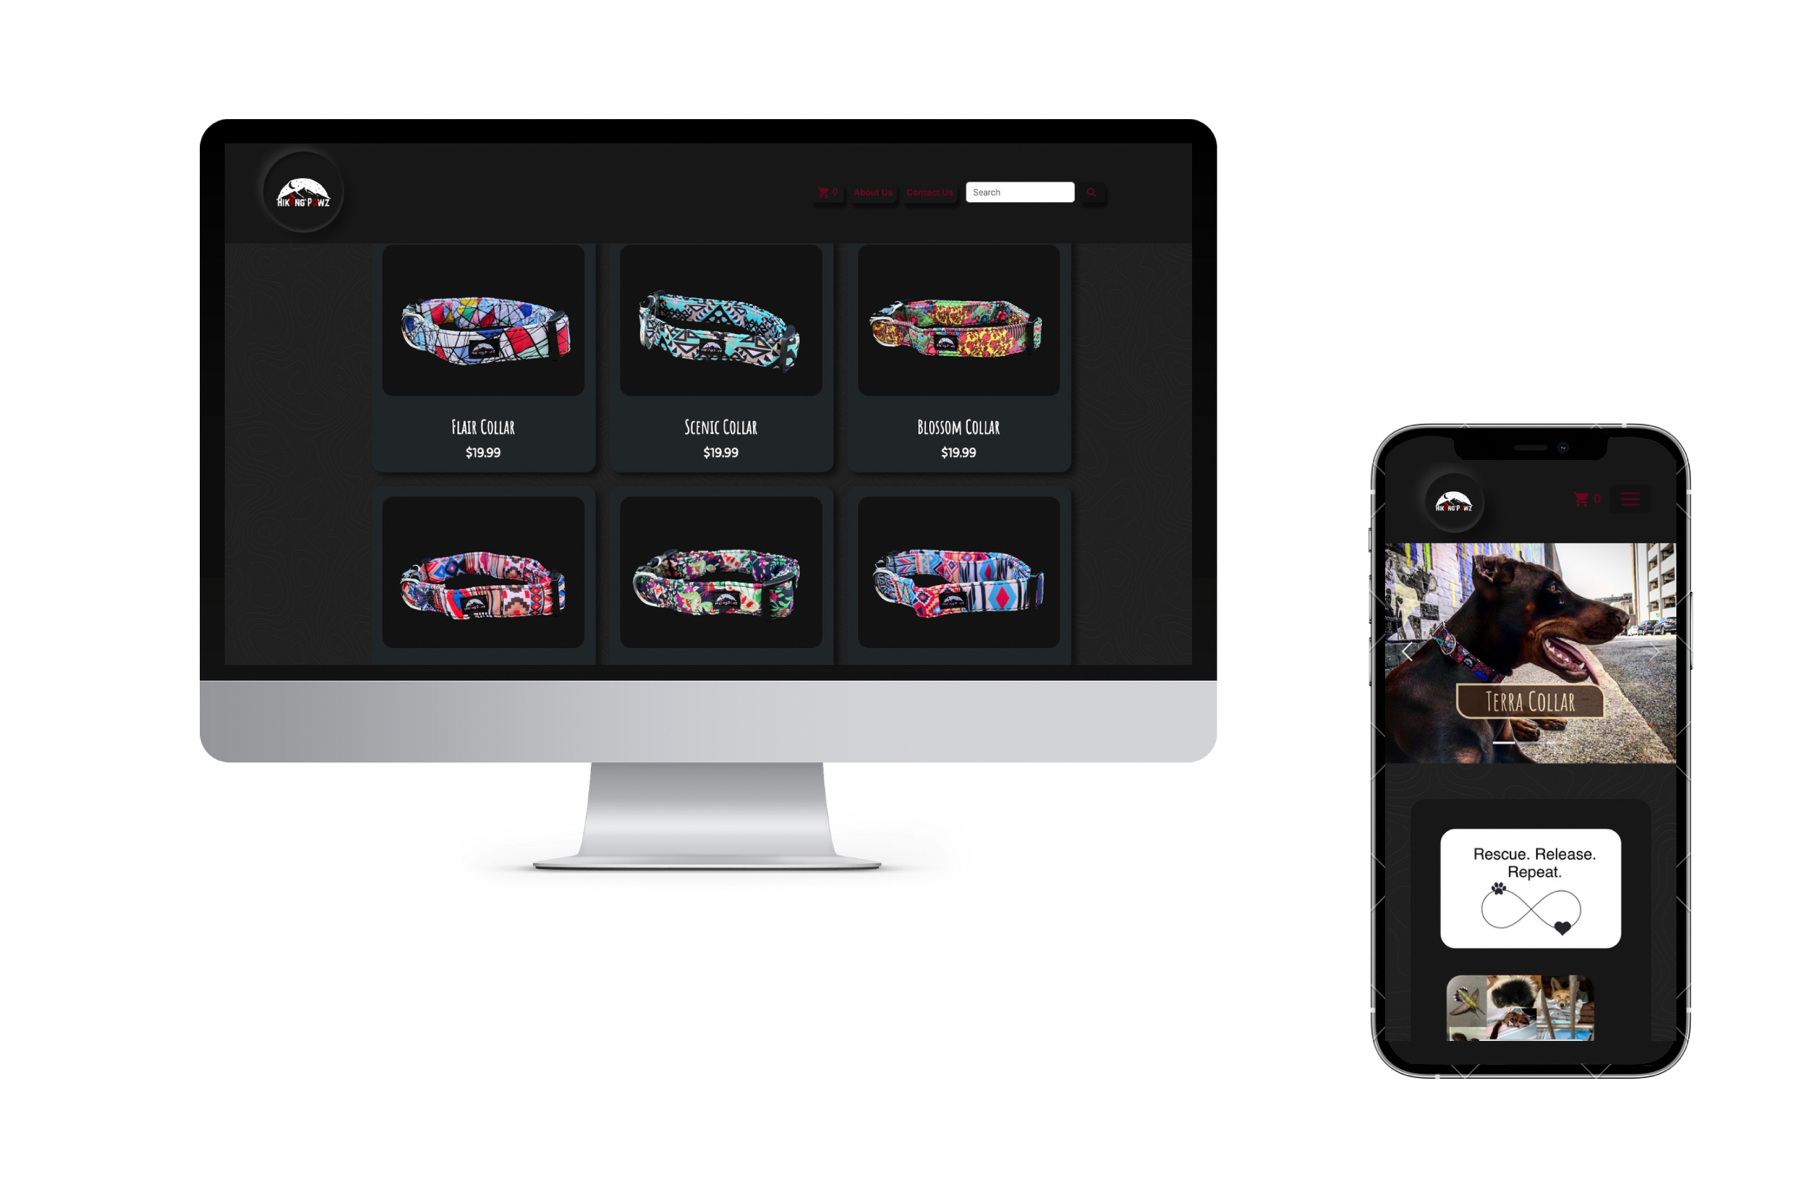 HIKING PAWZ
0
About Us
Contact Us
Search
Flair Collar
$19.99
Scenic Collar
$19.99
Blossom Collar
$19.99
HIKING PAWZ
0
Terra Collar
Rescue. Release.
Repeat.